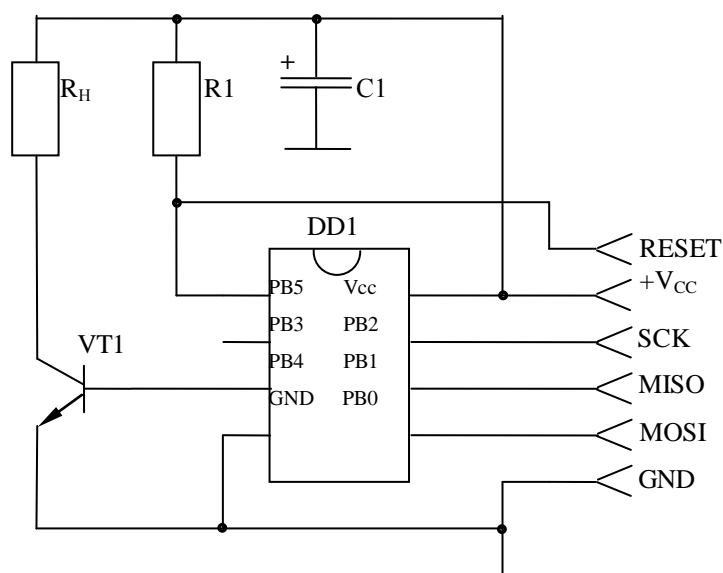 +
R_H
R1
C1
DD1
RESET
PB5
Vcc
+V_CC
PB3
PB2
SCK
VT1
PB4
PB1
MISO
GND
PB0
MOSI
GND